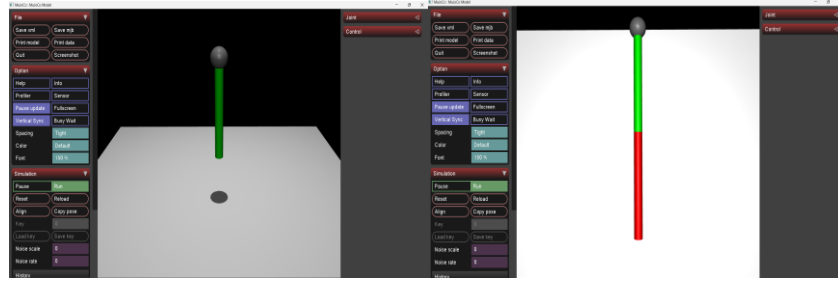 MuJoCo : MuJoCo Model
File
Save xml Save mjb
Print model Print data
Quit Screenshot
Option
Help Info
Profiler Sensor
Pause update Fullscreen
Vertical Sync Busy Wait
Spacing Tight
Color Default
Font 100 %
Simulation
Pause Run
Reset Reload
Align Copy pose
Key 0
Load key Save key
Noise scale 0
Noise rate 0
History
Joint
Control
MuJoCo : MuJoCo Model
File
Save xml Save mjb
Print model Print data
Quit Screenshot
Option
Help Info
Profiler Sensor
Pause update Fullscreen
Vertical Sync Busy Wait
Spacing Tight
Color Default
Font 100 %
Simulation
Pause Run
Reset Reload
Align Copy pose
Key 0
Load key Save key
Noise scale 0
Noise rate 0
History
Joint
Control